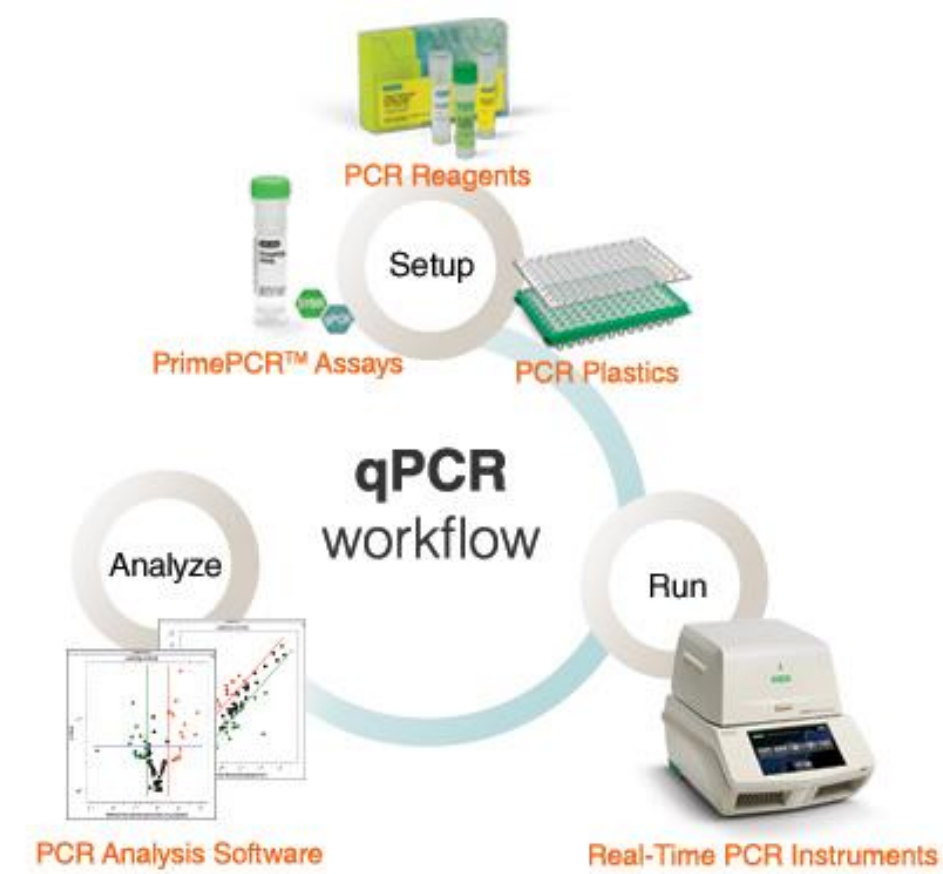 PCR Reagents
Setup
PrimePCR™ Assays
PCR Plastics
qPCR
workflow
Analyze
Run
PCR Analysis Software
Real-Time PCR Instruments